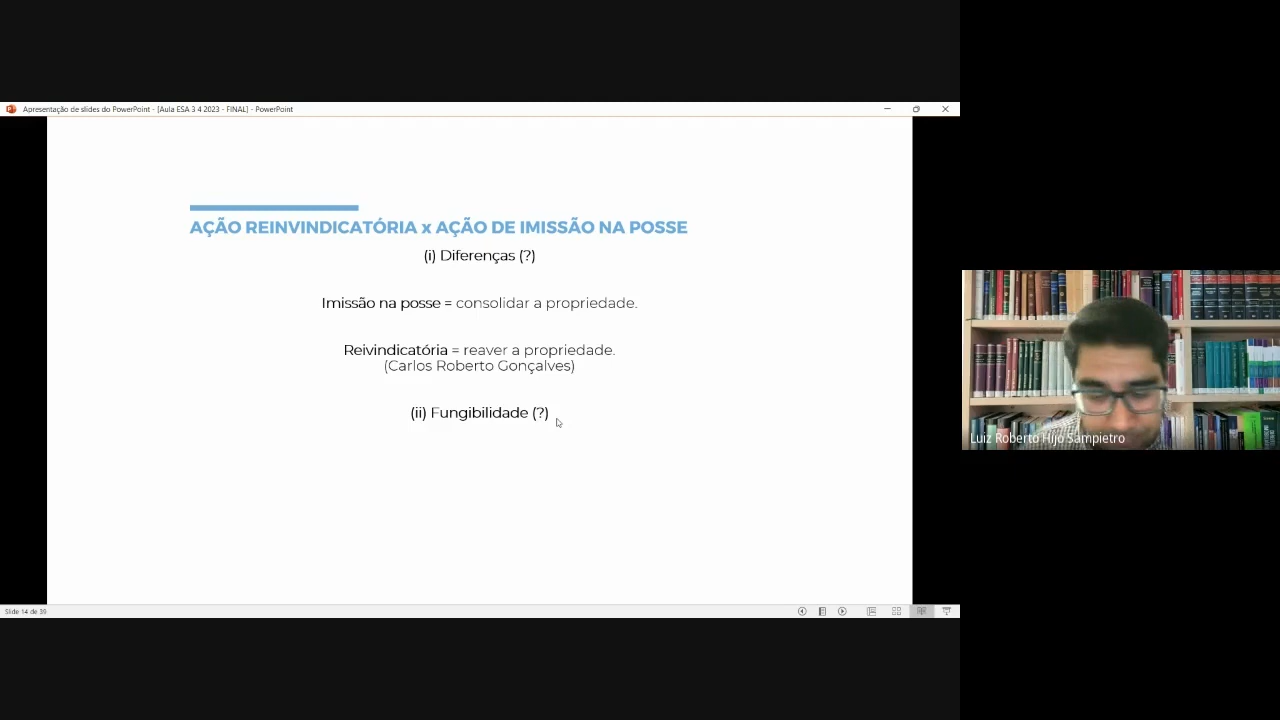 Apresentação de slides do PowerPoint - [Aula ESA 3 4 2023 - FINAL] - PowerPoint
AÇÃO REINVINDICATÓRIA x AÇÃO DE IMISSÃO NA POSSE
(i) Diferenças (?)
Imissão na posse = consolidar a propriedade.
Reivindicatória = reaver a propriedade.
(Carlos Roberto Gonçalves)
(ii) Fungibilidade (?)
Luiz Roberto Hijo Sampietro
Slide 14 de 39